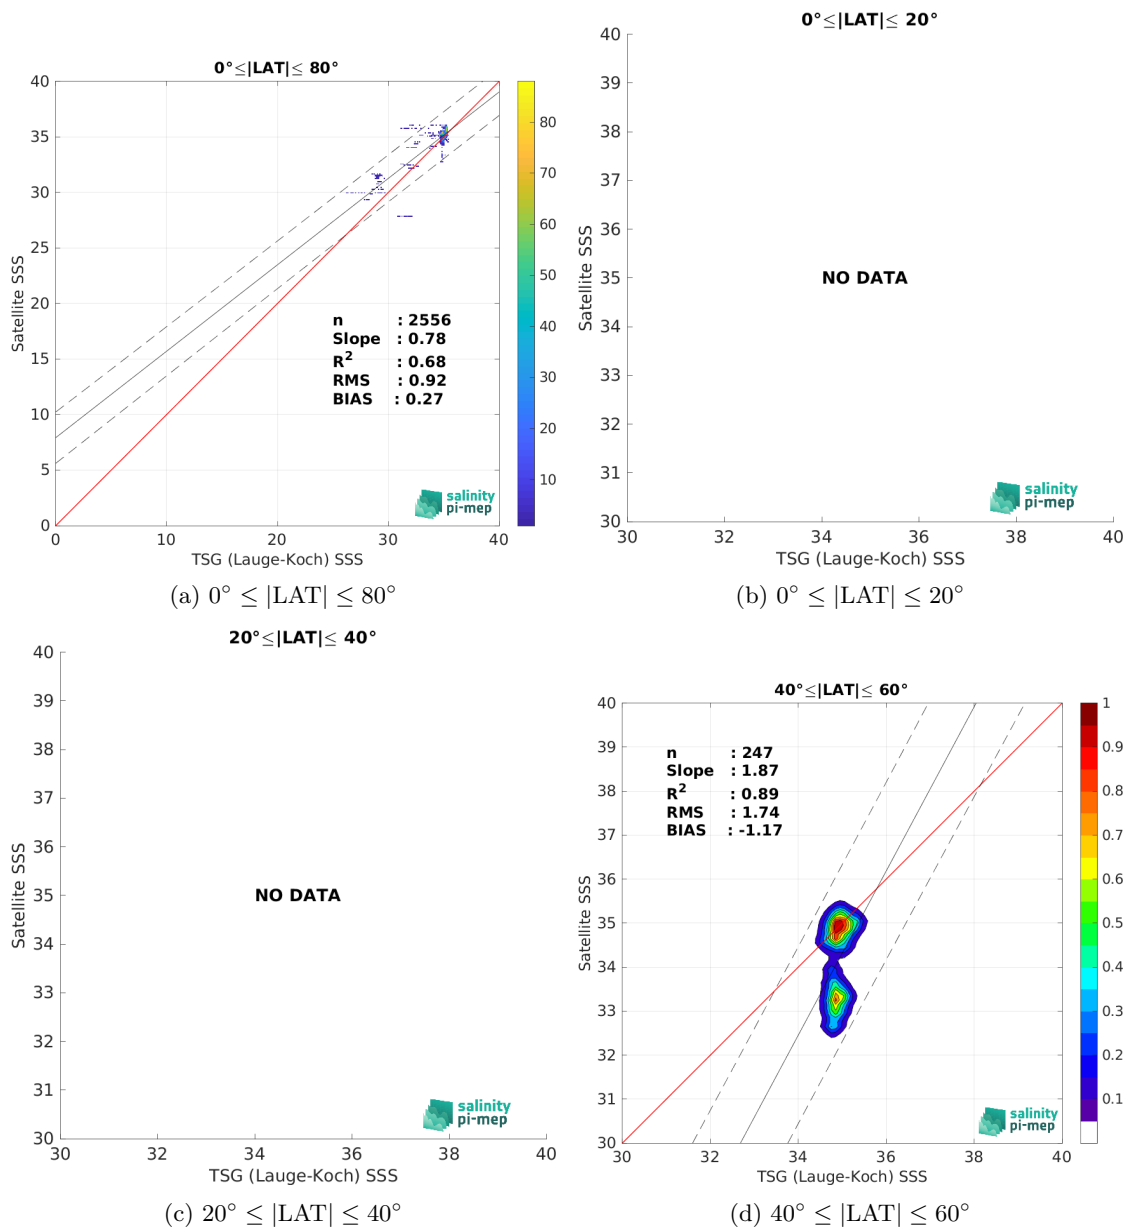 0°≤|LAT|≤ 80°
40
35
30
25
20
15
10
5
0
Satellite SSS
n : 2556
Slope : 0.78
R² : 0.68
RMS : 0.92
BIAS : 0.27
salinity
pi-mep
0 10 20 30 40
TSG (Lauge-Koch) SSS
80
70
60
50
40
30
20
10
(a) 0° ≤ |LAT| ≤ 80°
0°≤|LAT|≤ 20°
40
39
38
37
36
35
34
33
32
31
30
Satellite SSS
NO DATA
salinity
pi-mep
30 32 34 36 38 40
TSG (Lauge-Koch) SSS
(b) 0° ≤ |LAT| ≤ 20°
20°≤|LAT|≤ 40°
40
39
38
37
36
35
34
33
32
31
30
Satellite SSS
NO DATA
salinity
pi-mep
30 32 34 36 38 40
TSG (Lauge-Koch) SSS
(c) 20° ≤ |LAT| ≤ 40°
40°≤|LAT|≤ 60°
40
39
38
37
36
35
34
33
32
31
30
Satellite SSS
n : 247
Slope : 1.87
R² : 0.89
RMS : 1.74
BIAS : -1.17
salinity
pi-mep
30 32 34 36 38 40
TSG (Lauge-Koch) SSS
1
0.9
0.8
0.7
0.6
0.5
0.4
0.3
0.2
0.1
(d) 40° ≤ |LAT| ≤ 60°